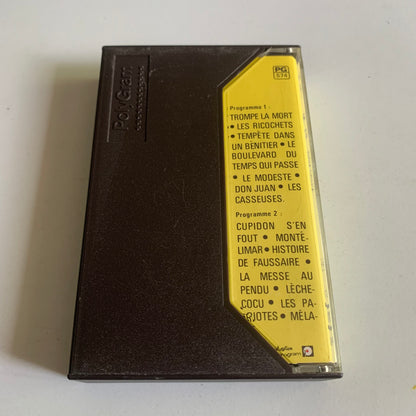 PolyGram
PG
574
Programme 1 :
TROMPE LA MORT
• LES RICOCHETS
• TEMPÊTE DANS
UN BENITIER • LE
BOULEVARD DU
TEMPS QUI PASSE
• LE MODESTE •
DON JUAN • LES
CASSEUSES.
Programme 2 :
CUPIDON S'EN
FOUT • MONTÉ-
LIMAR • HISTOIRE
DE FAUSSAIRE •
LA MESSE AU
PENDU • LÈCHE-
COCU • LES PA-
TRIOTES • MÉLA-